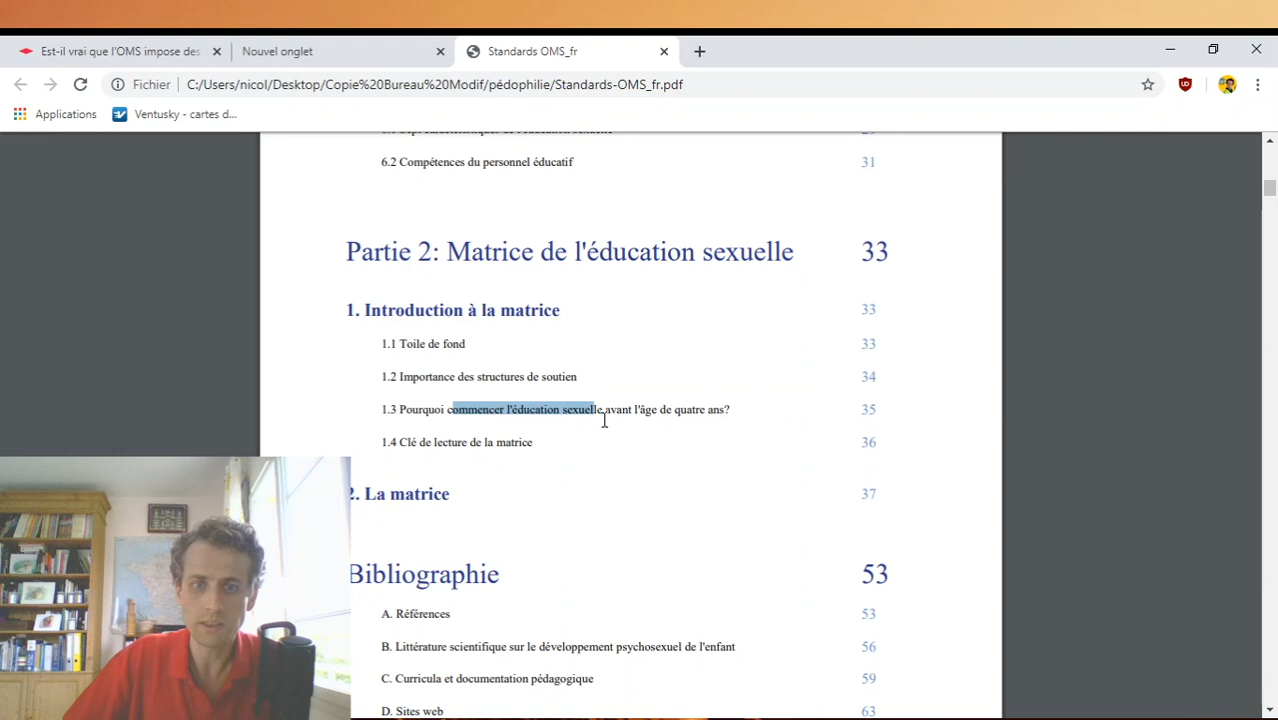 Est-il vrai que l'OMS impose des
Nouvel onglet
Standards OMS_fr
Fichier
C:/Users/nicol/Desktop/Copie%20Bureau%20Modif/pédophilie/Standards-OMS_fr.pdf
Applications
Ventusky - cartes d...
6.2 Compétences du personnel éducatif 31
Partie 2: Matrice de l'éducation sexuelle 33
1. Introduction à la matrice 33
1.1 Toile de fond 33
1.2 Importance des structures de soutien 34
1.3 Pourquoi commencer l'éducation sexuelle avant l'âge de quatre ans? 35
1.4 Clé de lecture de la matrice 36
2. La matrice 37
Bibliographie 53
A. Références 53
B. Littérature scientifique sur le développement psychosexuel de l'enfant 56
C. Curricula et documentation pédagogique 59
D. Sites web 63